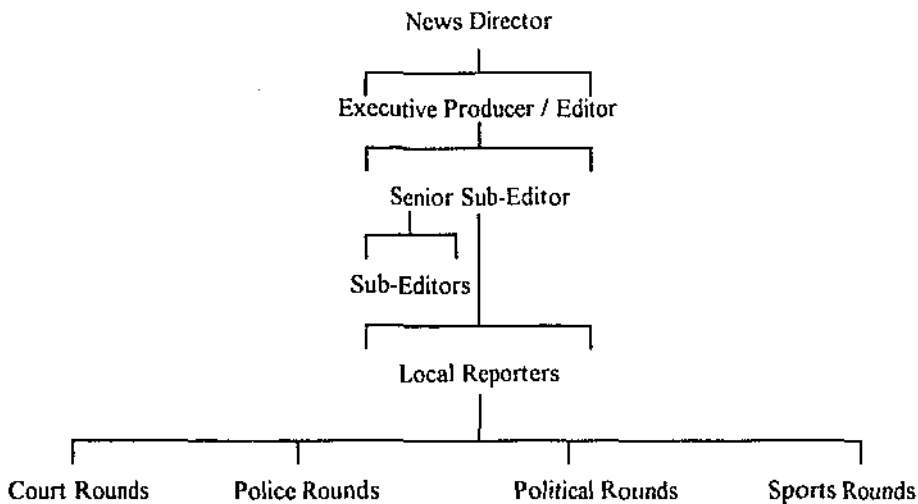 News Director
Executive Producer / Editor
Senior Sub-Editor
Sub-Editors
Local Reporters
Court Rounds Police Rounds Political Rounds Sports Rounds